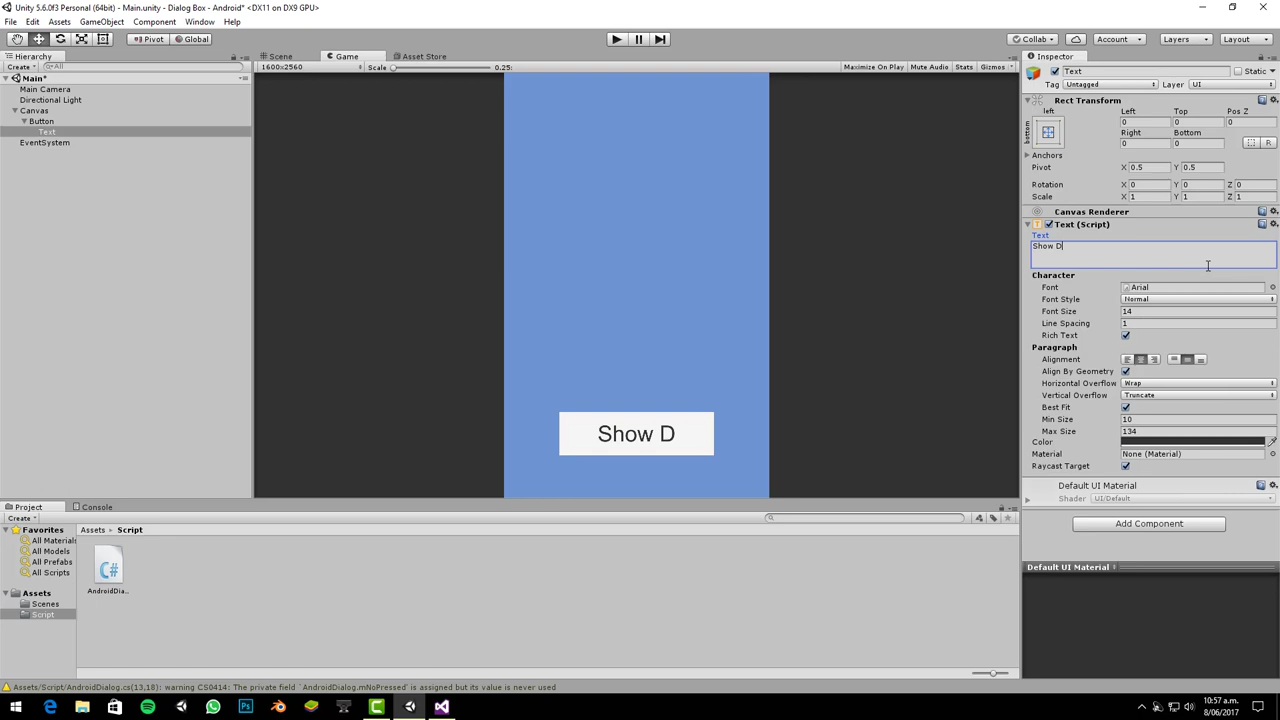 Unity 5.6.0f3 Personal (64bit) - Main.unity - Dialog Box - Android* <DX11 on DX9 GPU>
File Edit Assets GameObject Component Window Help
Pivot Global
Collab Account Layers Layout
Hierarchy
Create All
Main*
Main Camera
Directional Light
Canvas
Button
Text
EventSystem
Scene Game Asset Store
1600x2560 Scale 0.25: Maximize On Play Mute Audio Stats Gizmos
Show D
Inspector
Text Static
Tag Untagged Layer UI
Rect Transform
left Left Top Pos Z
bottom 0 0 0
Right Bottom
0 0 R
Anchors
Pivot X 0.5 Y 0.5
Rotation X 0 Y 0 Z 0
Scale X 1 Y 1 Z 1
Canvas Renderer
Text (Script)
Text
Show D
Character
Font Arial
Font Style Normal
Font Size 14
Line Spacing 1
Rich Text
Paragraph
Alignment
Align By Geometry
Horizontal Overflow Wrap
Vertical Overflow Truncate
Best Fit
Min Size 10
Max Size 134
Color
Material None (Material)
Raycast Target
Default UI Material
Shader UI/Default
Add Component
Default UI Material
Project Console
Create
Favorites
All Materials
All Models
All Prefabs
All Scripts
Assets
Scenes
Script
Assets Script
C#
AndroidDia...
Assets/Script/AndroidDialog.cs(13,18): warning CS0414: The private field `AndroidDialog.mNoPressed' is assigned but its value is never used
10:57 a.m.
8/06/2017